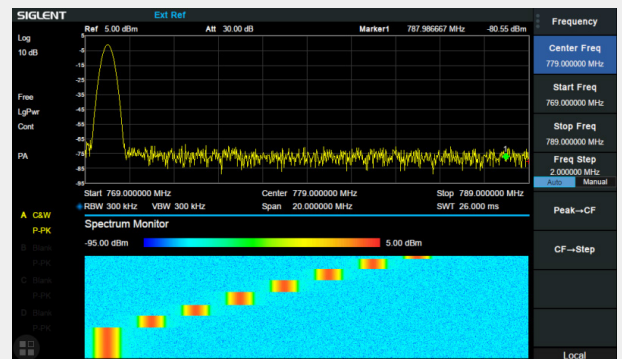 SIGLENT Ext Ref
Ref 5.00 dBm Att 30.00 dB Marker1 787.986667 MHz -80.55 dBm
Log
10 dB
Free
LgPwr
Cont
PA
5
-5
-15
-25
-35
-45
-55
-65
-75
-85
-95
Start 769.000000 MHz Center 779.000000 MHz Stop 789.000000 MHz
RBW 300 kHz VBW 300 kHz Span 20.000000 MHz SWT 26.000 ms
A C&W
P-PK
B Blank
P-PK
C Blank
P-PK
D Blank
P-PK
Spectrum Monitor
-95.00 dBm 5.00 dBm
Frequency
Center Freq
779.000000 MHz
Start Freq
769.000000 MHz
Stop Freq
789.000000 MHz
Freq Step
2.000000 MHz
Auto Manual
Peak→CF
CF→Step
Local